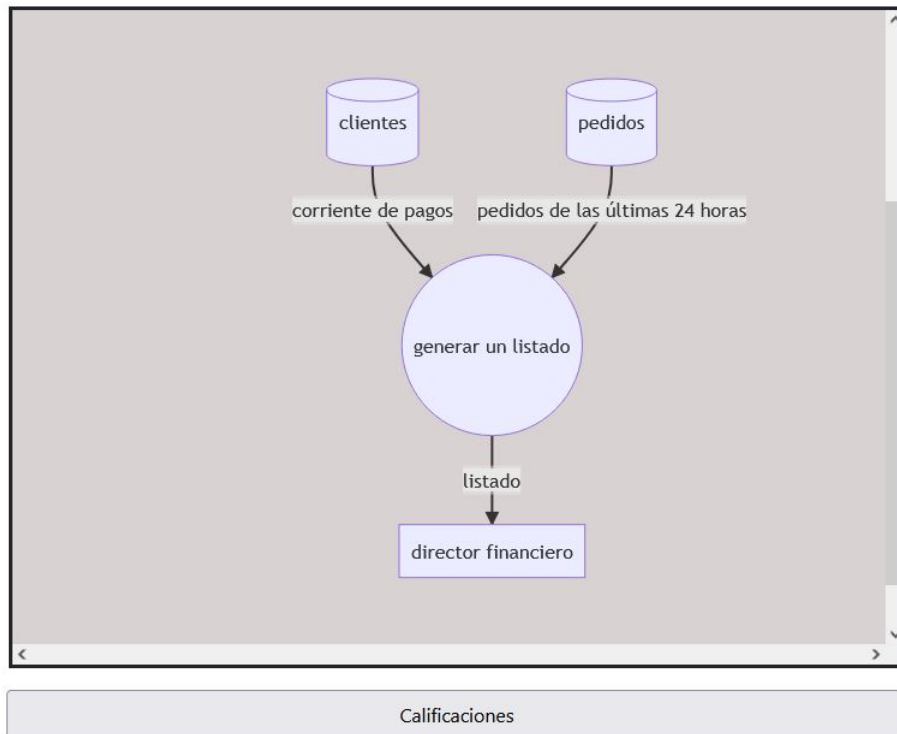 clientes
pedidos
corriente de pagos
pedidos de las últimas 24 horas
generar un listado
listado
director financiero
Calificaciones